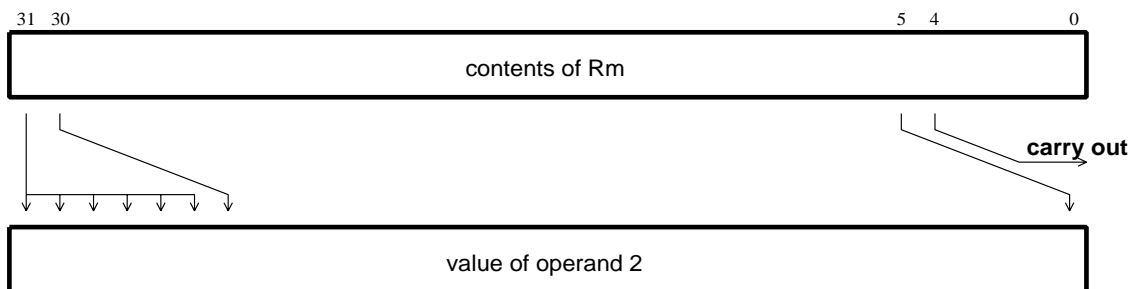 31 30 5 4 0
contents of Rm
carry out
value of operand 2